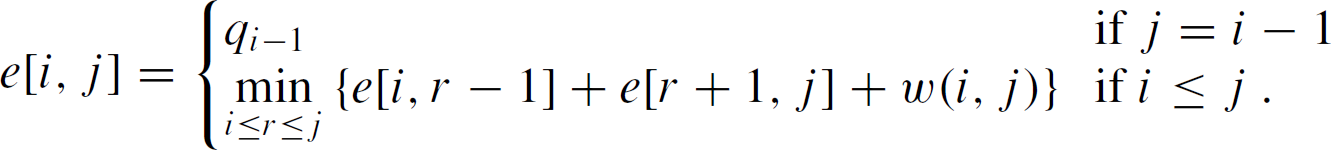 e[i, j] = { q_{i−1} if j = i − 1
min_{i≤r≤j} {e[i, r − 1] + e[r + 1, j] + w(i, j)} if i ≤ j .